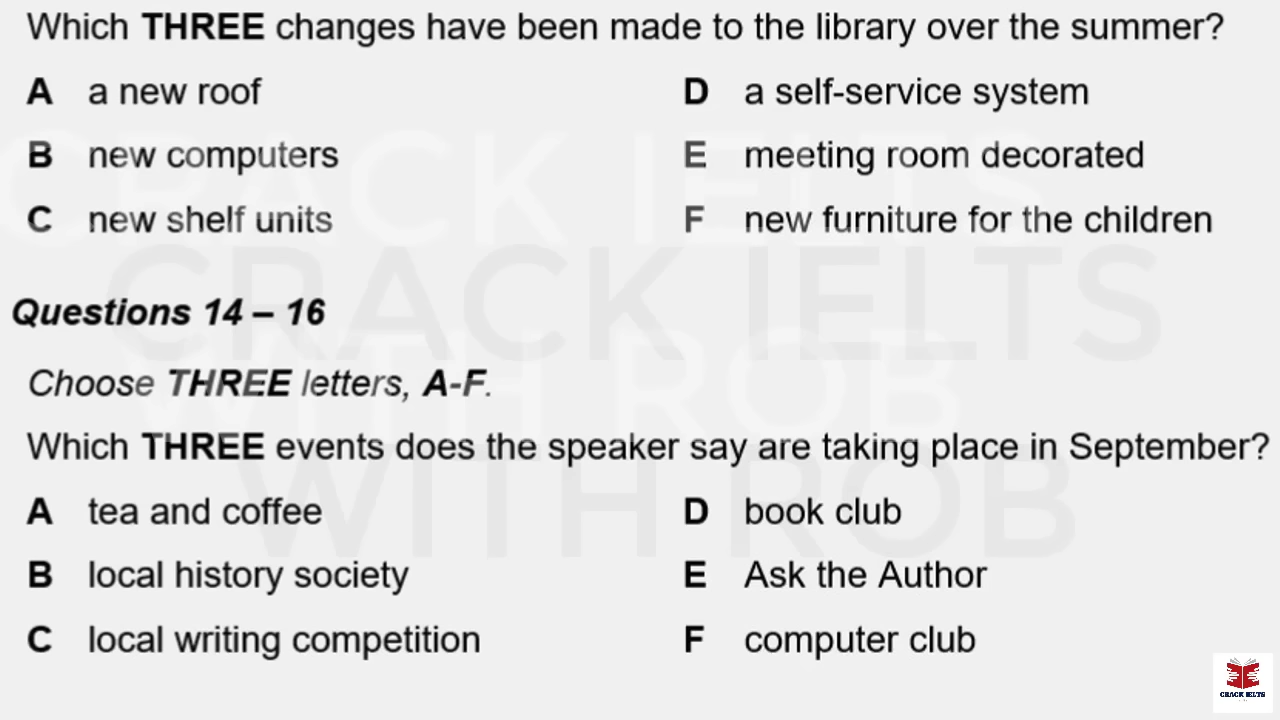 Which THREE changes have been made to the library over the summer?
A a new roof
D a self-service system
B new computers
E meeting room decorated
C new shelf units
F new furniture for the children
Questions 14 – 16
Choose THREE letters, A-F.
Which THREE events does the speaker say are taking place in September?
A tea and coffee
D book club
B local history society
E Ask the Author
C local writing competition
F computer club
CRACK IELTS
WITH ROB
CRACK IELTS
WITH ROB
CRACK IELTS